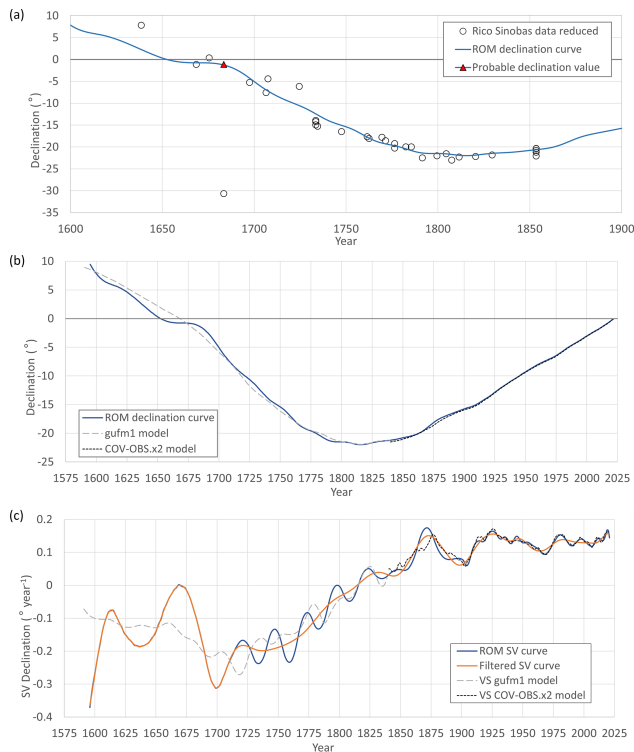 (a)
10
5
0
-5
-10
-15
-20
-25
-30
-35
Declination (°)
Rico Sinobas data reduced
ROM declination curve
Probable declination value
1600 1650 1700 1750 1800 1850 1900
Year
(b)
10
5
0
-5
-10
-15
-20
-25
Declination (°)
ROM declination curve
gufm1 model
COV-OBS.x2 model
1575 1600 1625 1650 1675 1700 1725 1750 1775 1800 1825 1850 1875 1900 1925 1950 1975 2000 2025
Year
(c)
0.2
0.1
0
-0.1
-0.2
-0.3
-0.4
SV Declination (° year⁻¹)
ROM SV curve
Filtered SV curve
VS gufm1 model
VS COV-OBS.x2 model
1575 1600 1625 1650 1675 1700 1725 1750 1775 1800 1825 1850 1875 1900 1925 1950 1975 2000 2025
Year